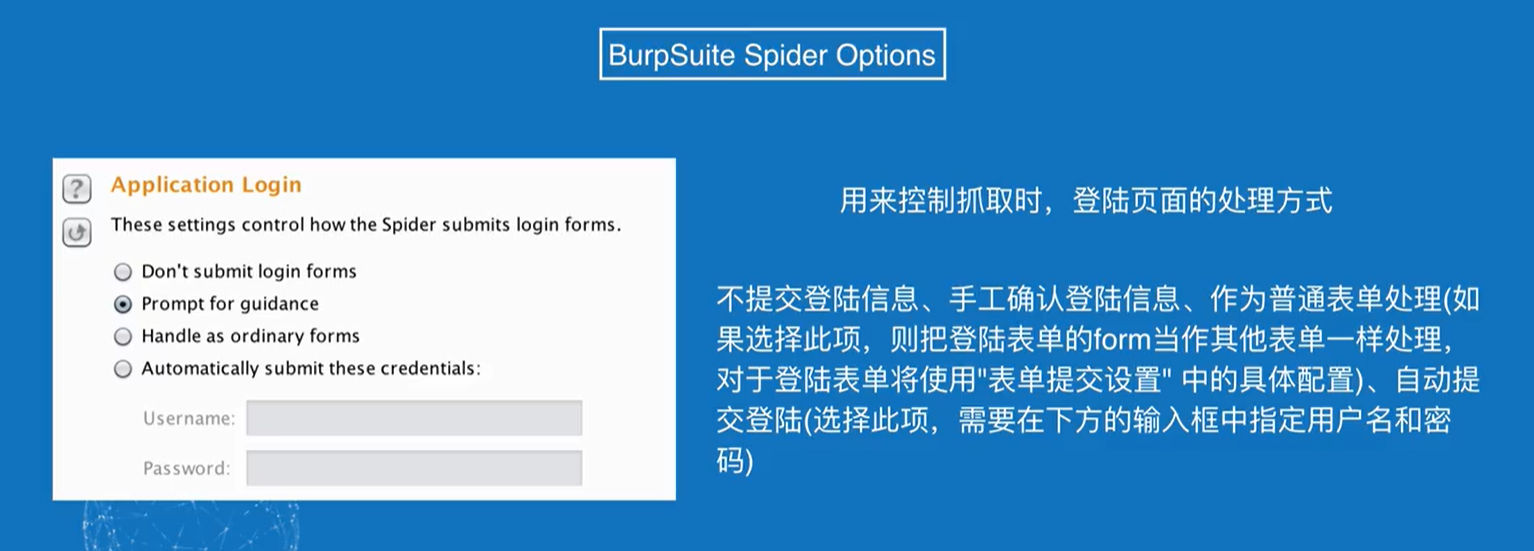 BurpSuite Spider Options
?
Application Login
These settings control how the Spider submits login forms.
Don't submit login forms
Prompt for guidance
Handle as ordinary forms
Automatically submit these credentials:
Username:
Password:
用来控制抓取时，登陆页面的处理方式
不提交登陆信息、手工确认登陆信息、作为普通表单处理(如
果选择此项，则把登陆表单的form当作其他表单一样处理，
对于登陆表单将使用"表单提交设置" 中的具体配置)、自动提
交登陆(选择此项，需要在下方的输入框中指定用户名和密
码)